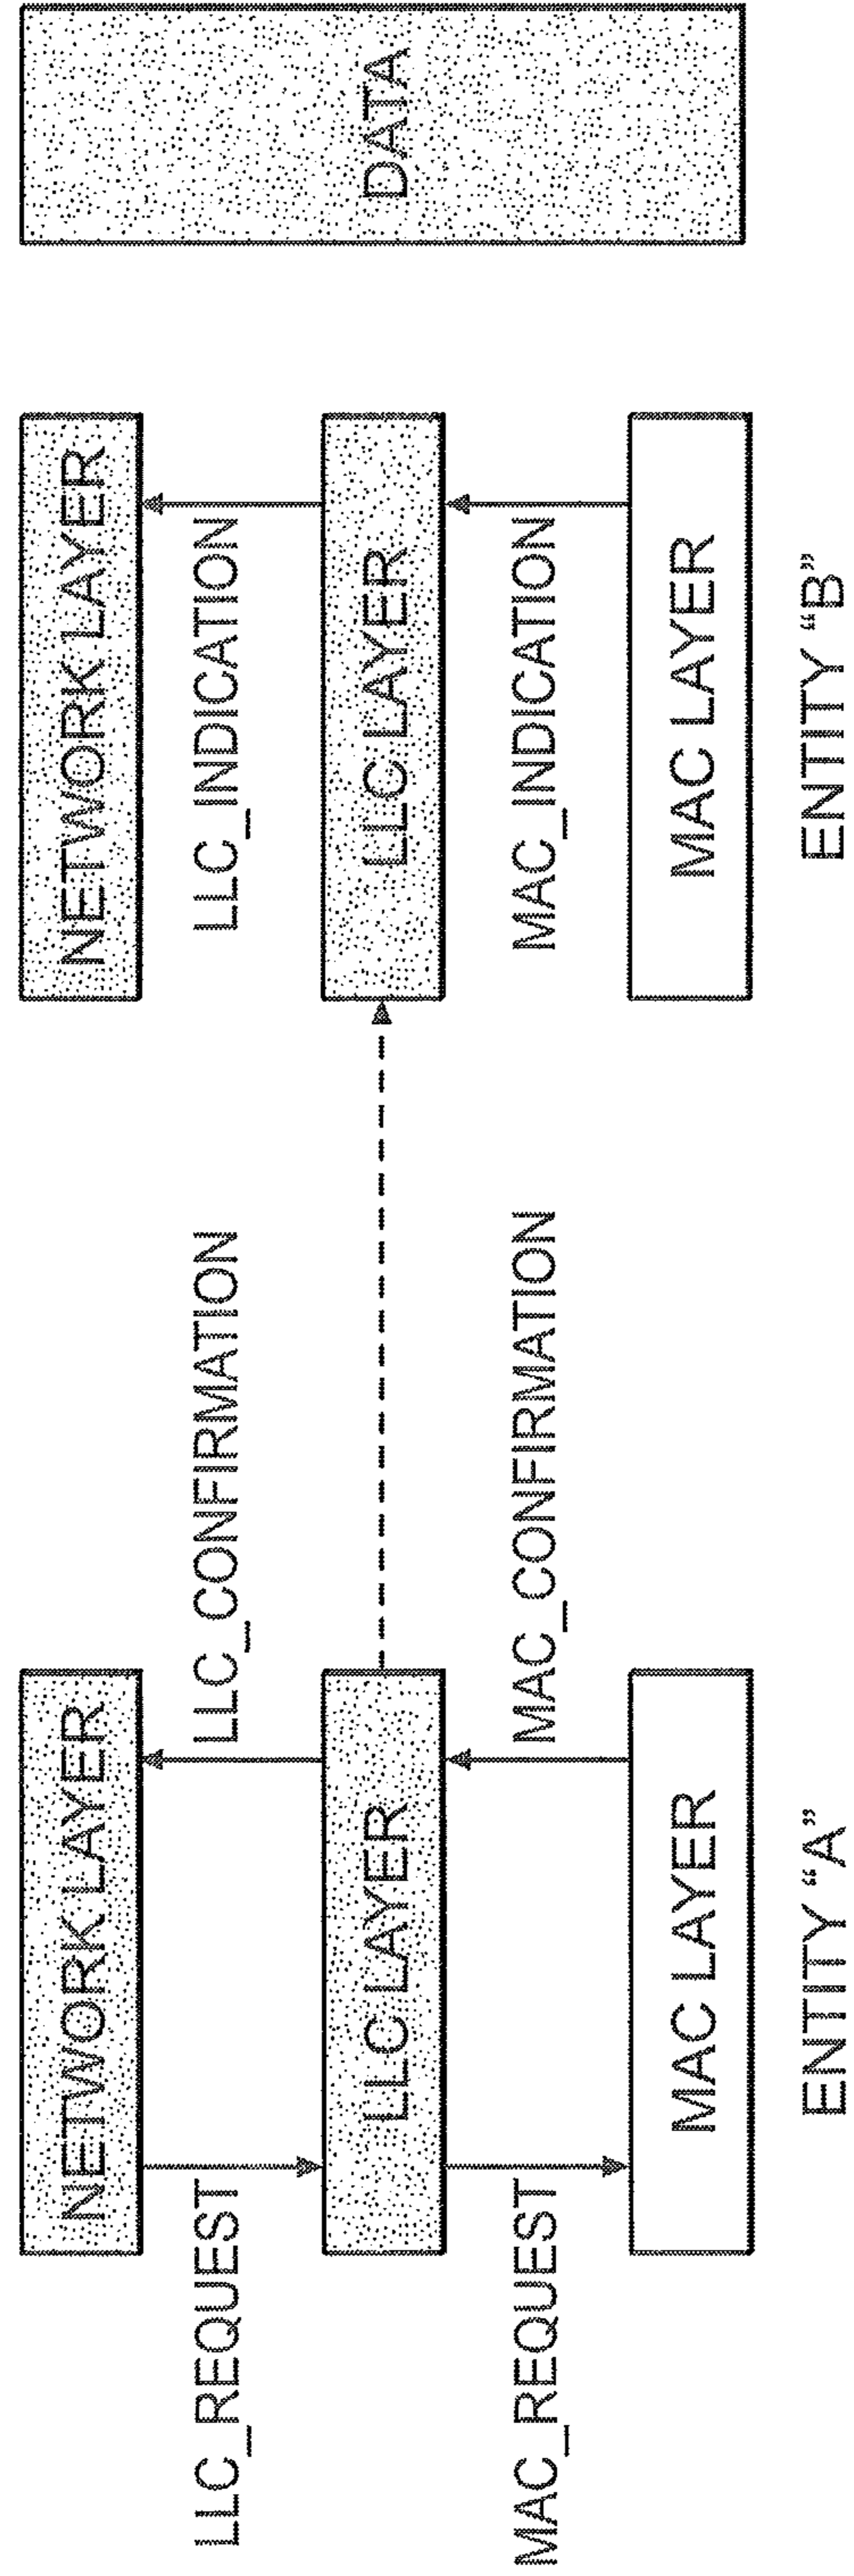 NETWORK LAYER
NETWORK LAYER
DATA
LLC_REQUEST
LLC_CONFIRMATION
LLC_INDICATION
LLC LAYER
LLC LAYER
MAC_REQUEST
MAC_CONFIRMATION
MAC_INDICATION
MAC LAYER
MAC LAYER
ENTITY “A”
ENTITY “B”